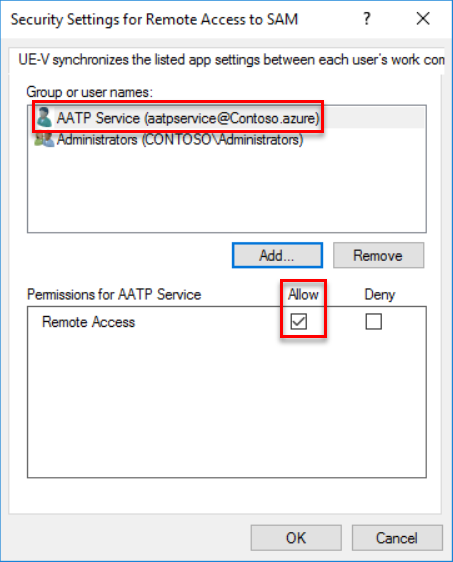 Security Settings for Remote Access to SAM ? ×
UE-V synchronizes the listed app settings between each user's work com
Group or user names:
AATP Service (aatpservice@Contoso.azure)
Administrators (CONTOSO\Administrators)
Add... Remove
Permissions for AATP Service Allow Deny
Remote Access
OK Cancel